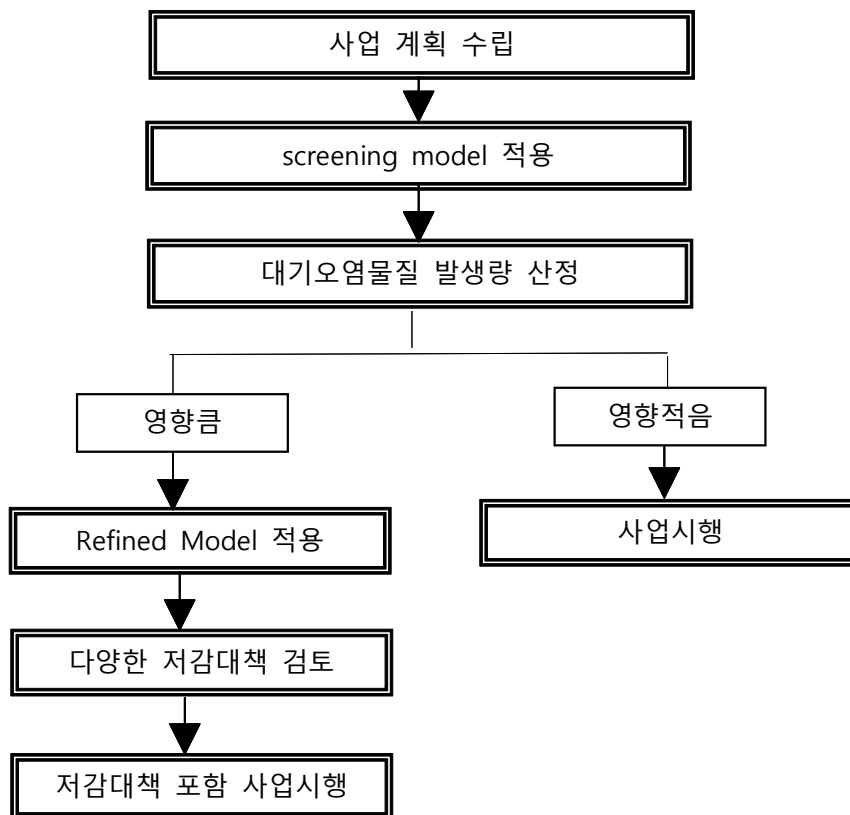 사업 계획 수립
screening model 적용
대기오염물질 발생량 산정
영향큼
영향적음
Refined Model 적용
사업시행
다양한 저감대책 검토
저감대책 포함 사업시행